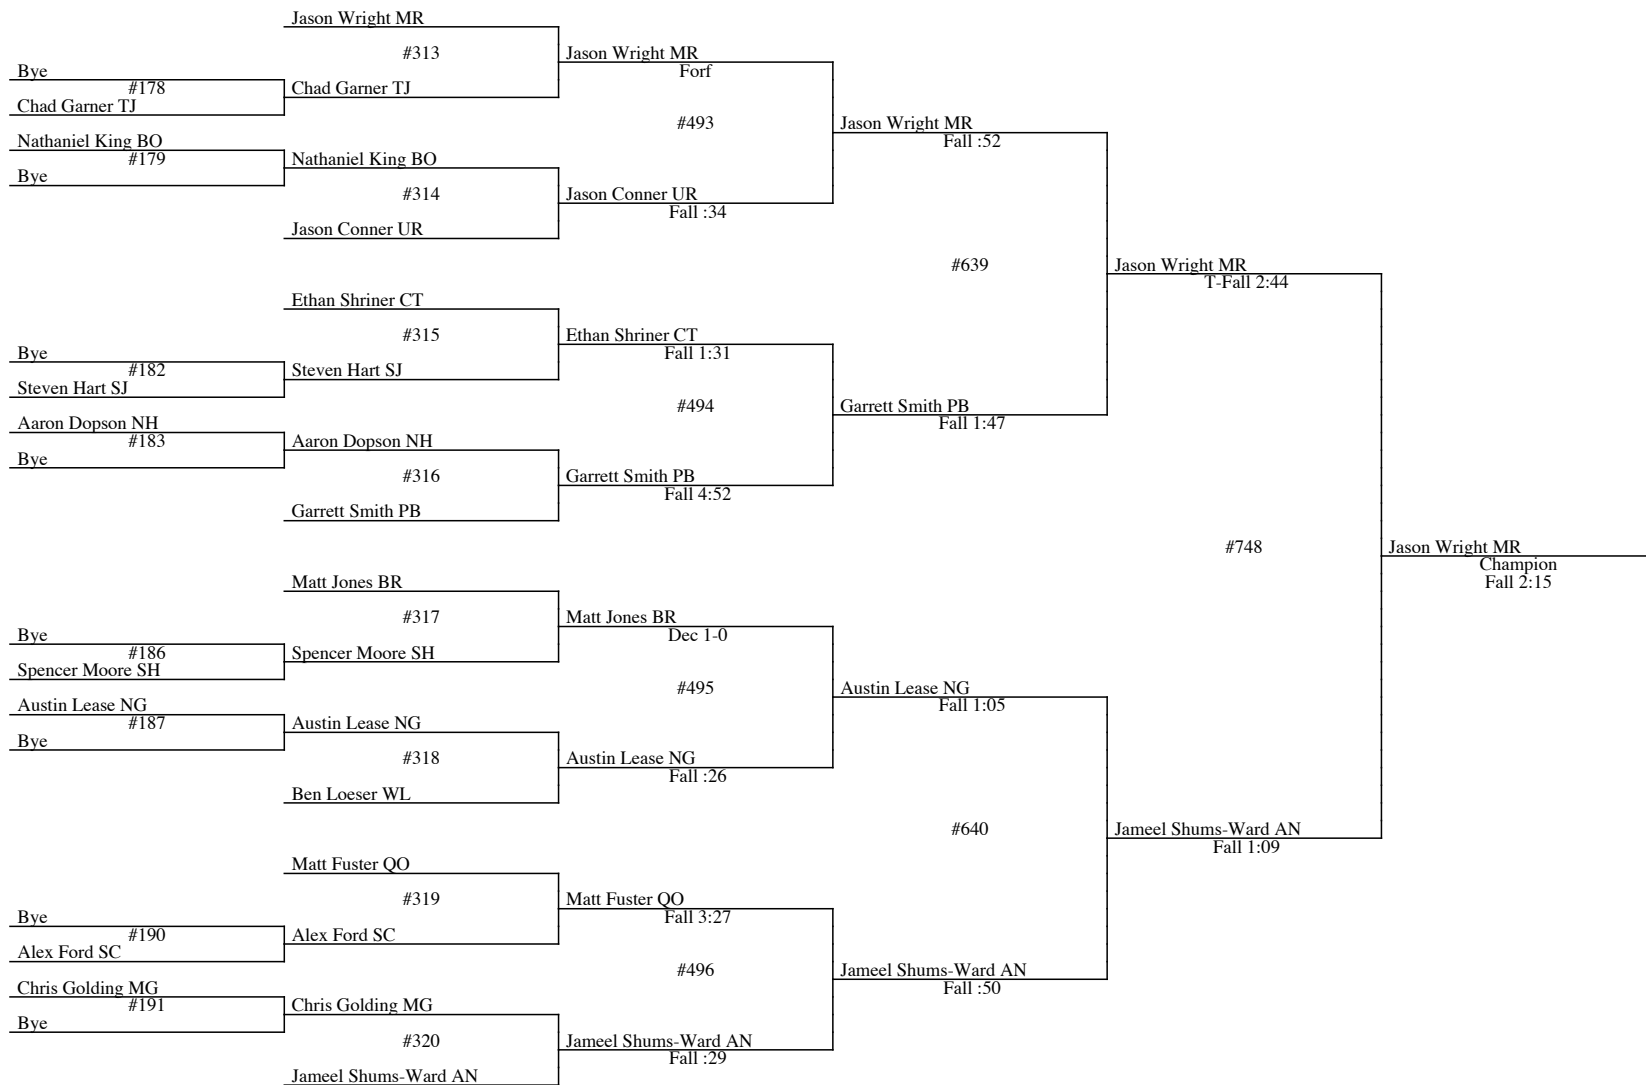 Jason Wright MR
#313
Jason Wright MR
Forf
Bye
#178
Chad Garner TJ
Chad Garner TJ
#493
Jason Wright MR
Fall :52
Nathaniel King BO
#179
Nathaniel King BO
Bye
#314
Jason Conner UR
Fall :34
Jason Conner UR
#639
Jason Wright MR
T-Fall 2:44
Ethan Shriner CT
#315
Ethan Shriner CT
Fall 1:31
Bye
#182
Steven Hart SJ
Steven Hart SJ
#494
Garrett Smith PB
Fall 1:47
Aaron Dopson NH
#183
Aaron Dopson NH
Bye
#316
Garrett Smith PB
Fall 4:52
Garrett Smith PB
#748
Jason Wright MR
Champion
Fall 2:15
Matt Jones BR
#317
Matt Jones BR
Dec 1-0
Bye
#186
Spencer Moore SH
Spencer Moore SH
#495
Austin Lease NG
Fall 1:05
Austin Lease NG
#187
Austin Lease NG
Bye
#318
Austin Lease NG
Fall :26
Ben Loeser WL
#640
Jameel Shums-Ward AN
Fall 1:09
Matt Fuster QO
#319
Matt Fuster QO
Fall 3:27
Bye
#190
Alex Ford SC
Alex Ford SC
#496
Jameel Shums-Ward AN
Fall :50
Chris Golding MG
#191
Chris Golding MG
Bye
#320
Jameel Shums-Ward AN
Fall :29
Jameel Shums-Ward AN